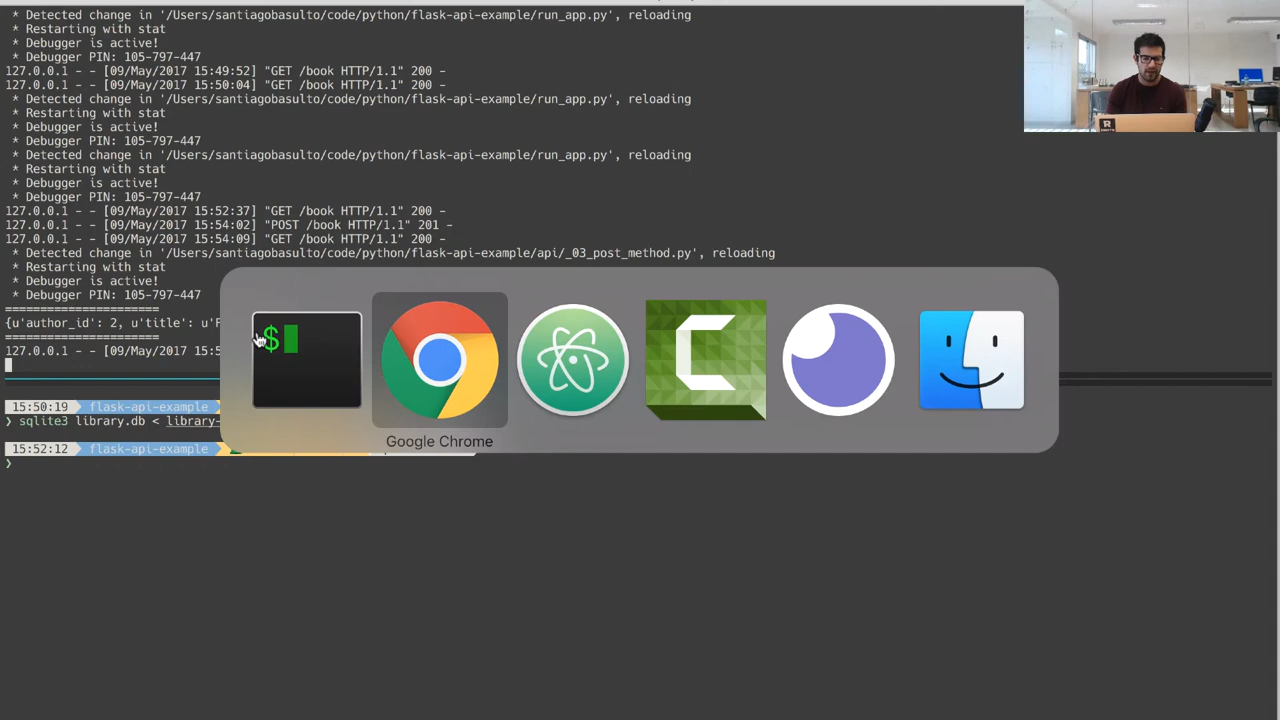 * Detected change in '/Users/santiagobasulto/code/python/flask-api-example/run_app.py', reloading
* Restarting with stat
* Debugger is active!
* Debugger PIN: 105-797-447
127.0.0.1 - - [09/May/2017 15:49:52] "GET /book HTTP/1.1" 200 -
127.0.0.1 - - [09/May/2017 15:50:04] "GET /book HTTP/1.1" 200 -
* Detected change in '/Users/santiagobasulto/code/python/flask-api-example/run_app.py', reloading
* Restarting with stat
* Debugger is active!
* Debugger PIN: 105-797-447
* Detected change in '/Users/santiagobasulto/code/python/flask-api-example/run_app.py', reloading
* Restarting with stat
* Debugger is active!
* Debugger PIN: 105-797-447
127.0.0.1 - - [09/May/2017 15:52:37] "GET /book HTTP/1.1" 200 -
127.0.0.1 - - [09/May/2017 15:54:02] "POST /book HTTP/1.1" 201 -
127.0.0.1 - - [09/May/2017 15:54:09] "GET /book HTTP/1.1" 200 -
* Detected change in '/Users/santiagobasulto/code/python/flask-api-example/api/_03_post_method.py', reloading
* Restarting with stat
* Debugger is active!
* Debugger PIN: 105-797-447
======================
{u'author_id': 2, u'title': u'F
======================
127.0.0.1 - - [09/May/2017 15:5
$
Google Chrome
15:50:19 flask-api-example
❯ sqlite3 library.db < library-
15:52:12 flask-api-example
❯